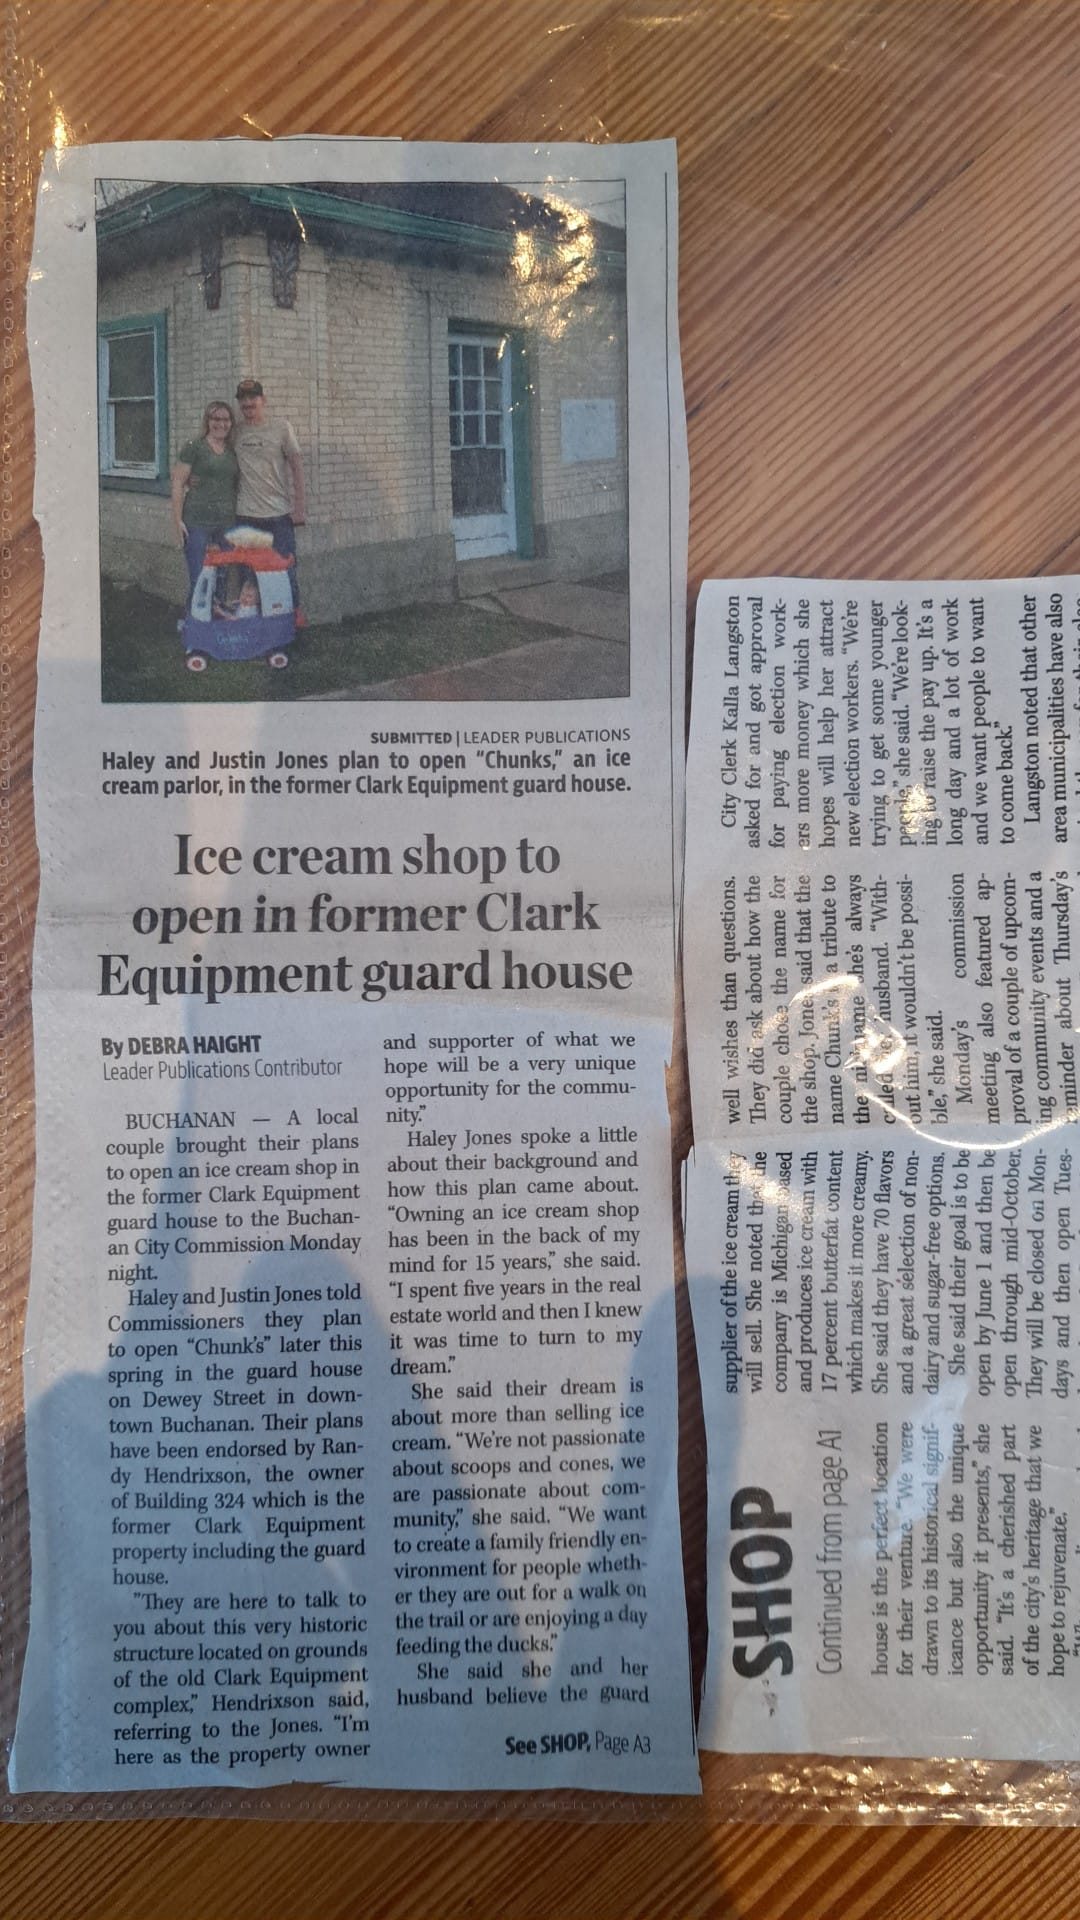 SUBMITTED | LEADER PUBLICATIONS
Haley and Justin Jones plan to open “Chunks,” an ice
cream parlor, in the former Clark Equipment guard house.
Ice cream shop to
open in former Clark
Equipment guard house
By DEBRA HAIGHT
Leader Publications Contributor
BUCHANAN — A local
couple brought their plans
to open an ice cream shop in
the former Clark Equipment
guard house to the Buchan-
an City Commission Monday
night.
Haley and Justin Jones told
Commissioners they plan
to open “Chunk’s” later this
spring in the guard house
on Dewey Street in down-
town Buchanan. Their plans
have been endorsed by Ran-
dy Hendrixson, the owner
of Building 324 which is the
former Clark Equipment
property including the guard
house.
"They are here to talk to
you about this very historic
structure located on grounds
of the old Clark Equipment
complex,” Hendrixson said,
referring to the Jones. “I’m
here as the property owner
and supporter of what we
hope will be a very unique
opportunity for the commu-
nity.”
Haley Jones spoke a little
about their background and
how this plan came about.
“Owning an ice cream shop
has been in the back of my
mind for 15 years,” she said.
“I spent five years in the real
estate world and then I knew
it was time to turn to my
dream.”
She said their dream is
about more than selling ice
cream. “We’re not passionate
about scoops and cones, we
are passionate about com-
munity,” she said. “We want
to create a family friendly en-
vironment for people wheth-
er they are out for a walk on
the trail or are enjoying a day
feeding the ducks.”
She said she and her
husband believe the guard
See SHOP, Page A3
SHOP
Continued from page A1
house is the perfect location
for their venture. “We were
drawn to its historical signif-
icance but also the unique
opportunity it presents,” she
said. “It’s a cherished part
of the city’s heritage that we
hope to rejuvenate.”
supplier of the ice cream they
will sell. She noted that the
company is Michigan based
and produces ice cream with
17 percent butterfat content
which makes it more creamy.
She said they have 70 flavors
and a great selection of non-
dairy and sugar-free options.
She said their goal is to be
open by June 1 and then be
open through mid-October.
They will be closed on Mon-
days and then open Tues-
well wishes than questions.
They did ask about how the
couple chose the name for
the shop. Jones said that the
name Chunk’s is a tribute to
the nickname she’s always
called her husband. “With-
out him, it wouldn’t be possi-
ble,” she said.
Monday’s commission
meeting also featured ap-
proval of a couple of upcom-
ing community events and a
reminder about Thursday’s
City Clerk Kalla Langston
asked for and got approval
for paying election work-
ers more money which she
hopes will help her attract
new election workers. “We’re
trying to get some younger
people,” she said. “We’re look-
ing to raise the pay up. It’s a
long day and a lot of work
and we want people to want
to come back.”
Langston noted that other
area municipalities have also